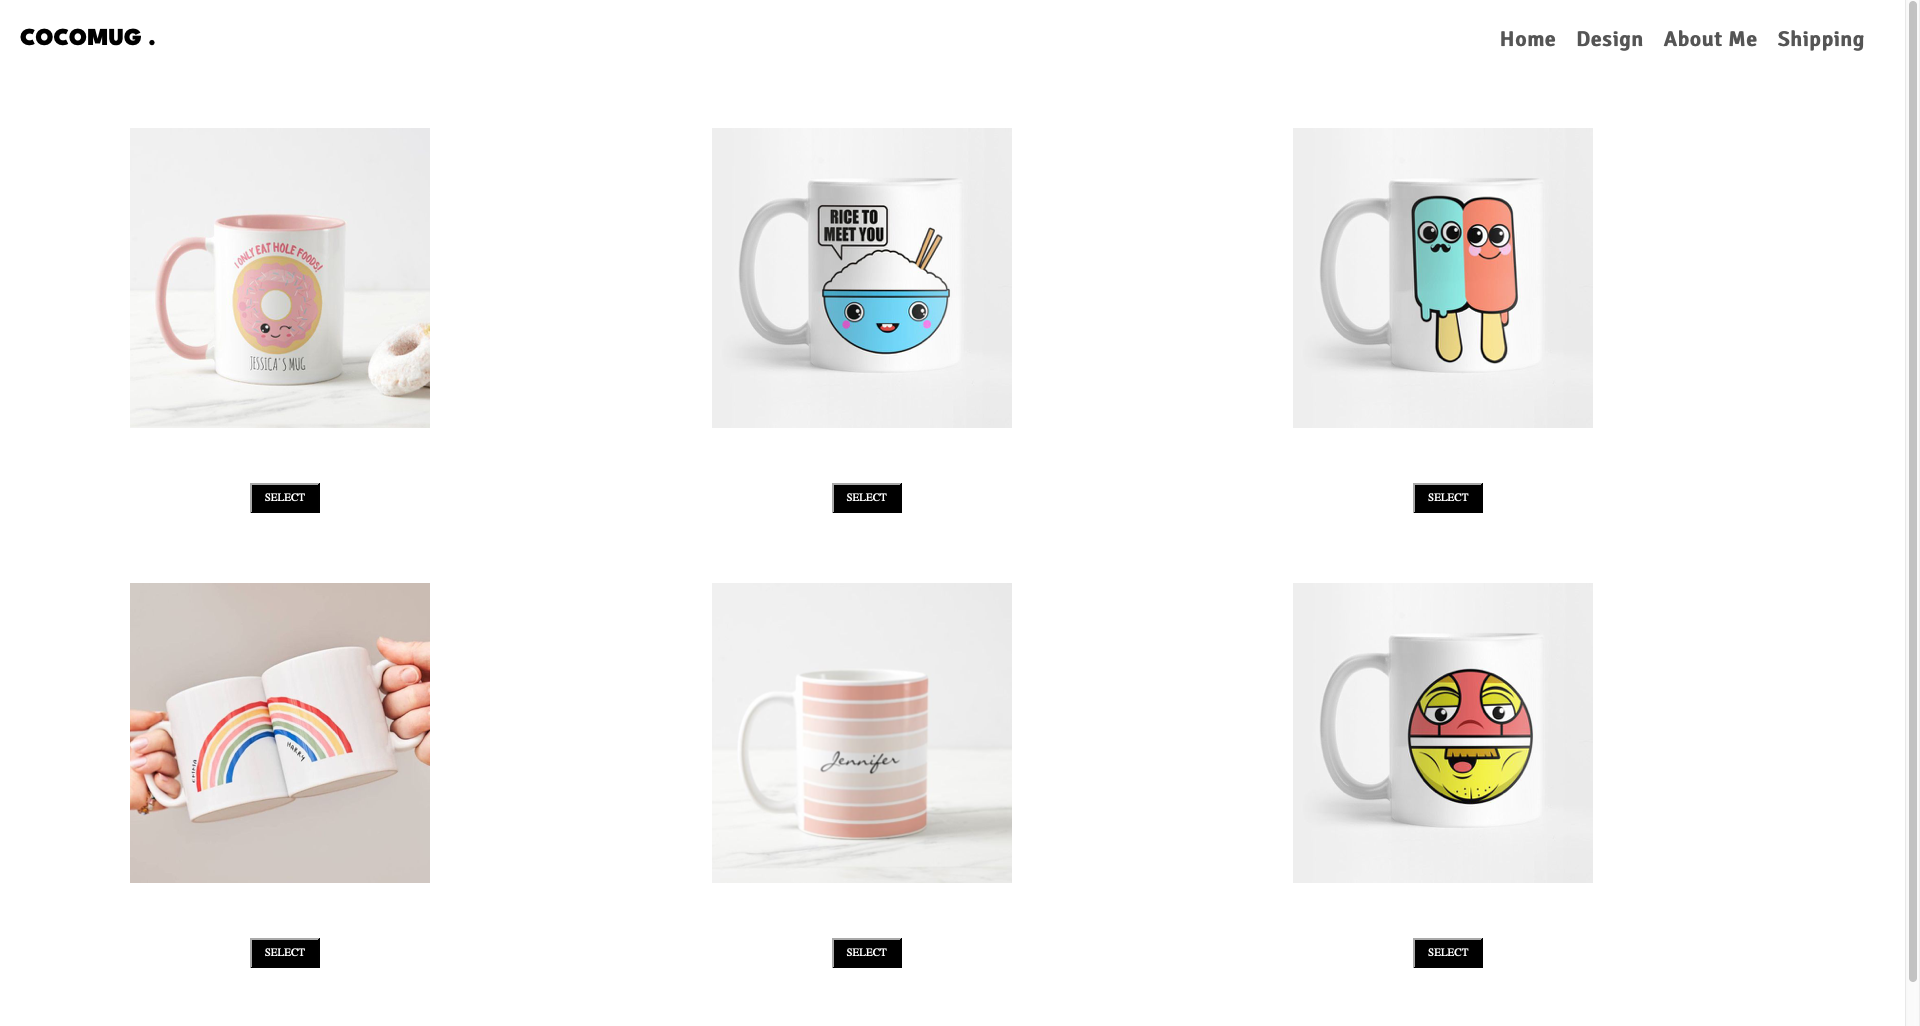 COCOMUG .
Home Design About Me Shipping
I ONLY EAT HOLE FOODS!
JESSICA'S MUG
RICE TO
MEET YOU
SELECT
SELECT
SELECT
HARRY
Jennifer
SELECT
SELECT
SELECT